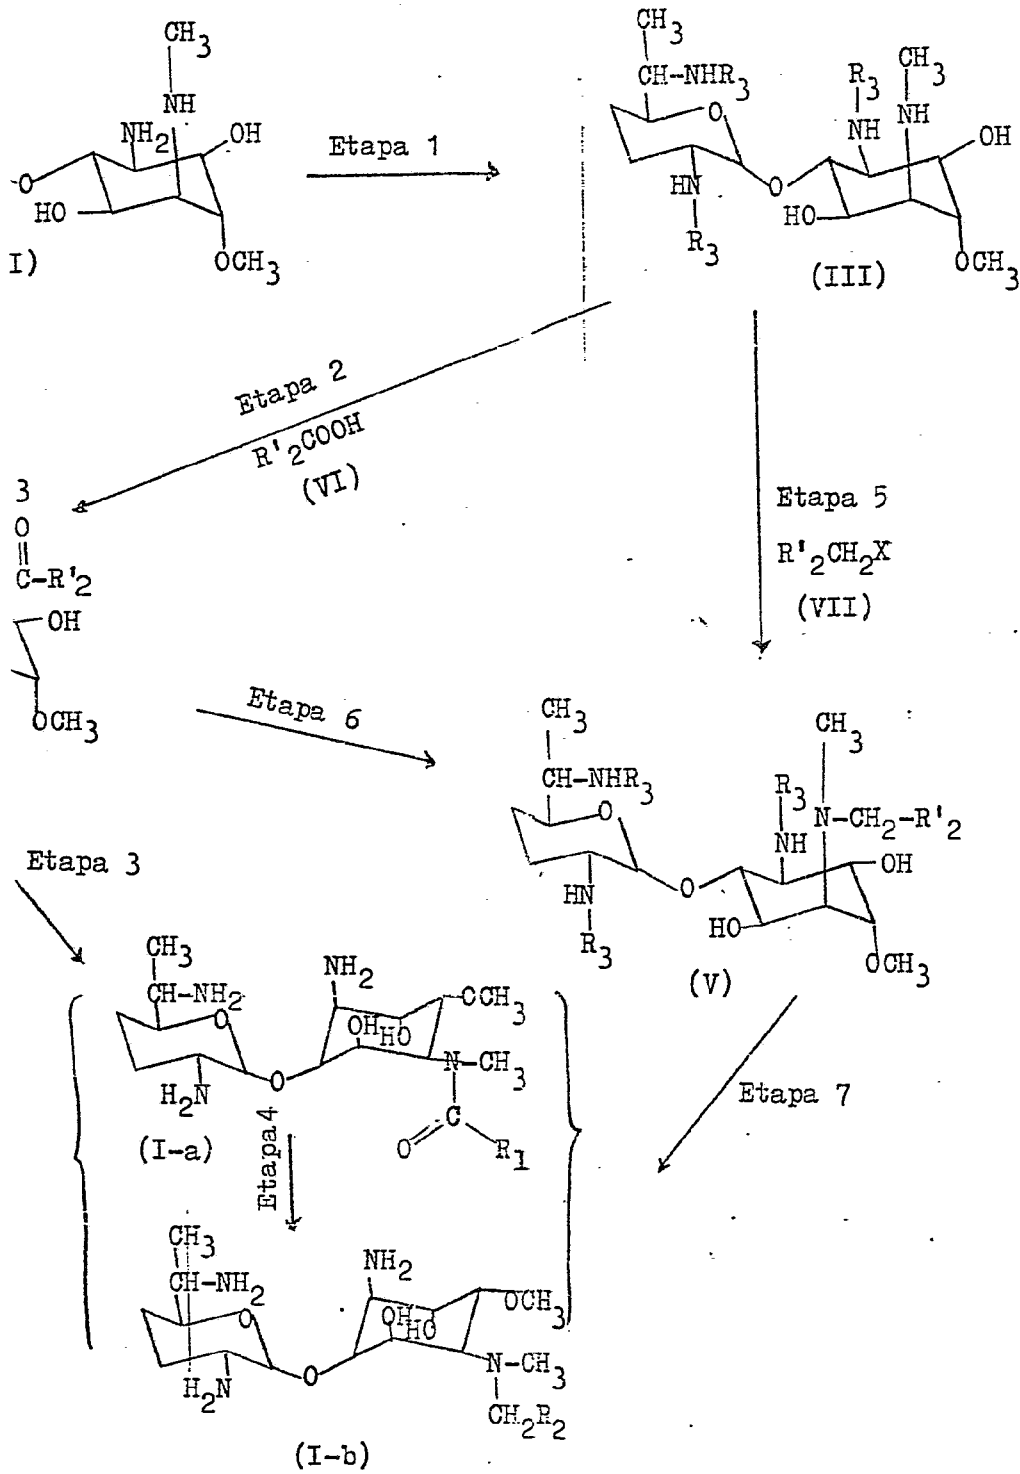 CH3
NH
NH2
OH
O
HO
OCH3
I)
Etapa 1
CH3
CH-NHR3
O
HN
R3
O
R3
NH
CH3
NH
OH
HO
OCH3
(III)
Etapa 2
R'2COOH
(VI)
3
O
C-R'2
OH
OCH3
Etapa 5
R'2CH2X
(VII)
Etapa 6
CH3
CH-NHR3
O
HN
R3
O
R3
NH
CH3
N-CH2-R'2
OH
HO
OCH3
(V)
Etapa 3
CH3
CH-NH2
O
H2N
O
NH2
OCH3
OH
HO
N-CH3
C
O
R1
(I-a)
Etapa4
Etapa 7
CH3
CH-NH2
O
H2N
O
NH2
OCH3
OH
HO
N-CH3
CH2R2
(I-b)